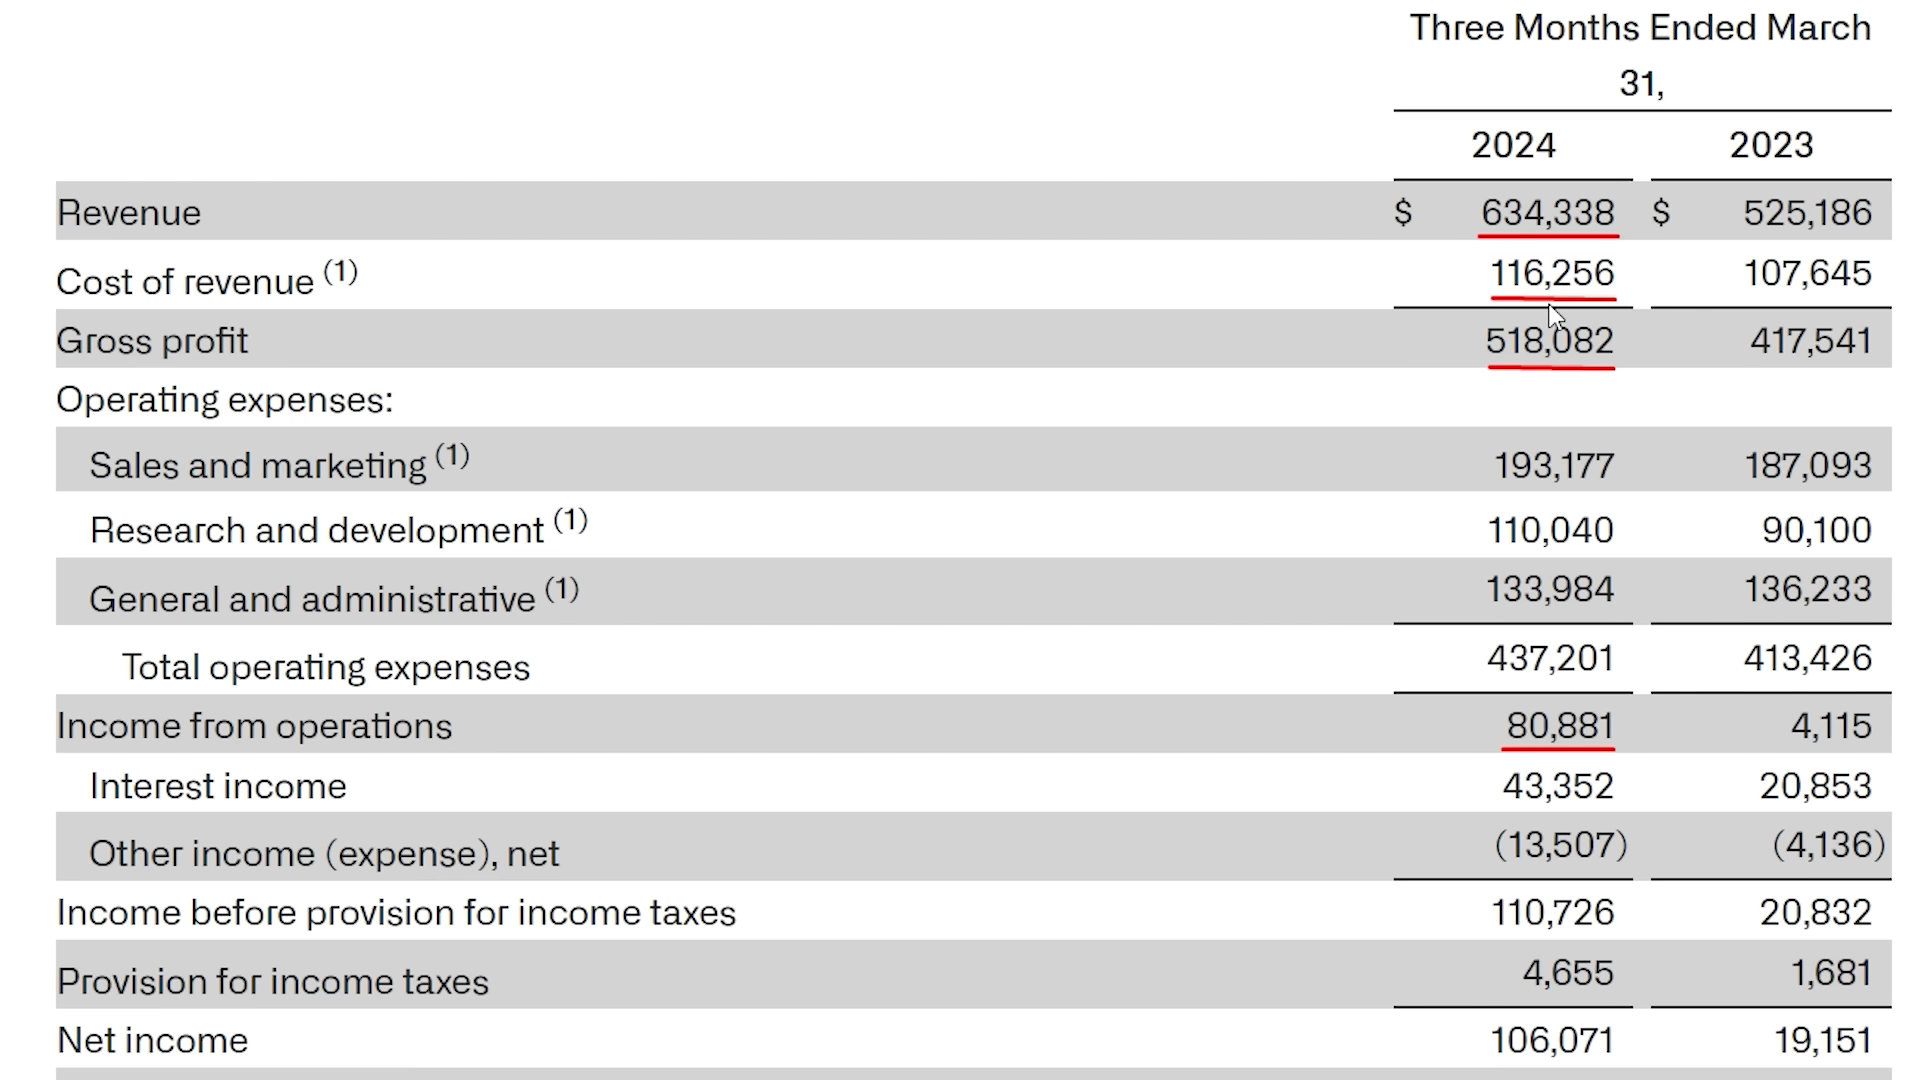 Three Months Ended March
31,
2024 2023
Revenue $ 634,338 $ 525,186
Cost of revenue (1) 116,256 107,645
Gross profit 518,082 417,541
Operating expenses:
Sales and marketing (1) 193,177 187,093
Research and development (1) 110,040 90,100
General and administrative (1) 133,984 136,233
Total operating expenses 437,201 413,426
Income from operations 80,881 4,115
Interest income 43,352 20,853
Other income (expense), net (13,507) (4,136)
Income before provision for income taxes 110,726 20,832
Provision for income taxes 4,655 1,681
Net income 106,071 19,151